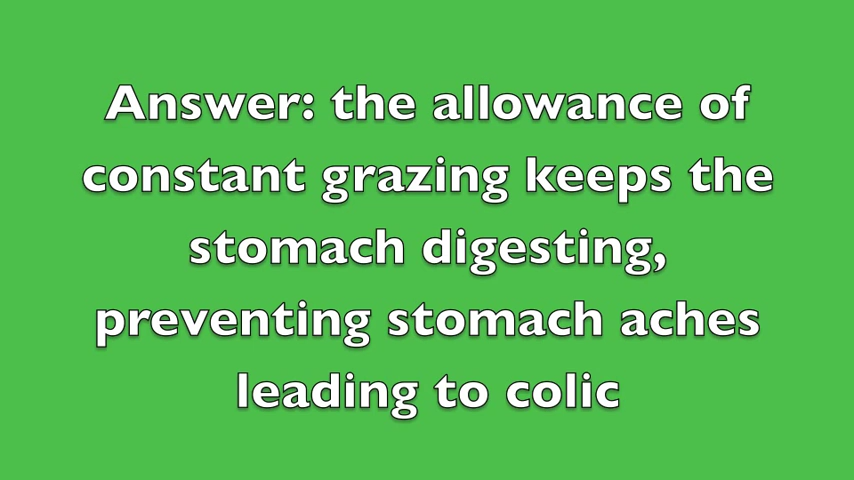 Answer: the allowance of
constant grazing keeps the
stomach digesting,
preventing stomach aches
leading to colic